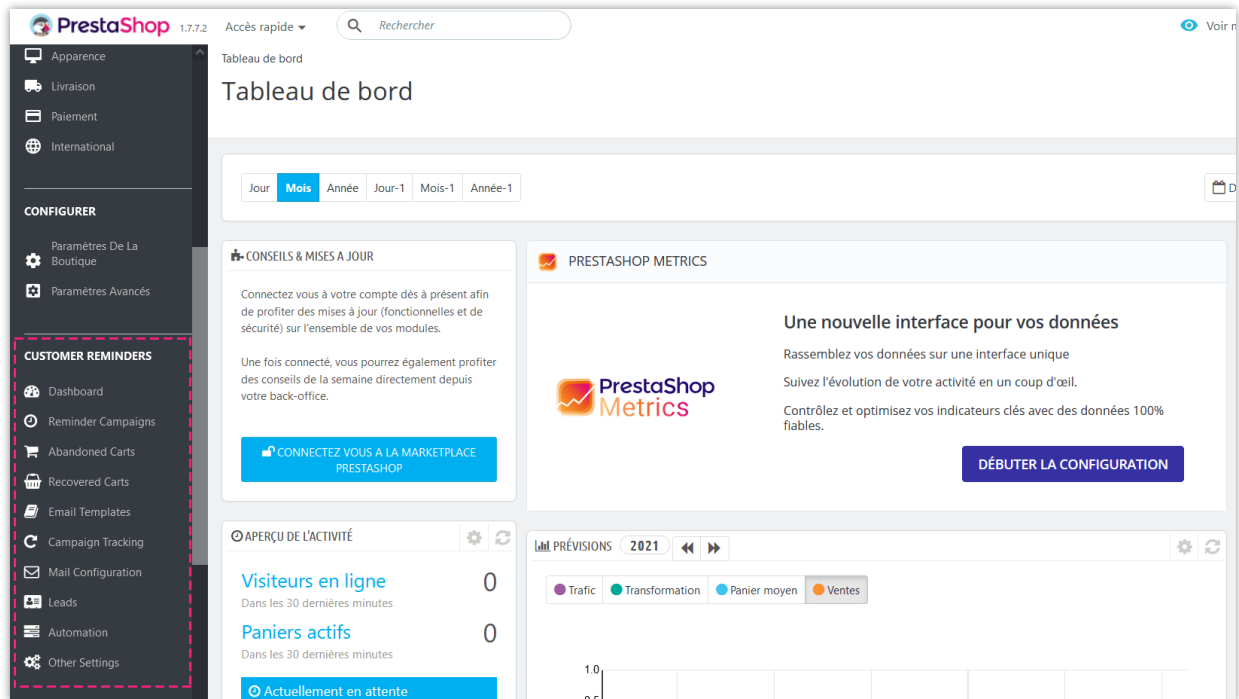 PrestaShop 1.7.7.2 Accès rapide Rechercher Voir
Apparence
Livraison
Paiement
International
CONFIGURER
Paramètres De La
Boutique
Paramètres Avancés
CUSTOMER REMINDERS
Dashboard
Reminder Campaigns
Abandoned Carts
Recovered Carts
Email Templates
Campaign Tracking
Mail Configuration
Leads
Automation
Other Settings
Tableau de bord
Tableau de bord
Jour Mois Année Jour-1 Mois-1 Année-1
CONSEILS & MISES A JOUR
Connectez vous à votre compte dès à présent afin
de profiter des mises à jour (fonctionnelles et de
sécurité) sur l'ensemble de vos modules.
Une fois connecté, vous pourrez également profiter
des conseils de la semaine directement depuis
votre back-office.
CONNECTEZ VOUS A LA MARKETPLACE
PRESTASHOP
PRESTASHOP METRICS
PrestaShop
Metrics
Une nouvelle interface pour vos données
Rassemblez vos données sur une interface unique
Suivez l'évolution de votre activité en un coup d'œil.
Contrôlez et optimisez vos indicateurs clés avec des données 100%
fiables.
DÉBUTER LA CONFIGURATION
APERÇU DE L'ACTIVITÉ
Visiteurs en ligne 0
Dans les 30 dernières minutes
Paniers actifs 0
Dans les 30 dernières minutes
Actuellement en attente
PRÉVISIONS 2021
Trafic Transformation Panier moyen Ventes
1.0
0.5